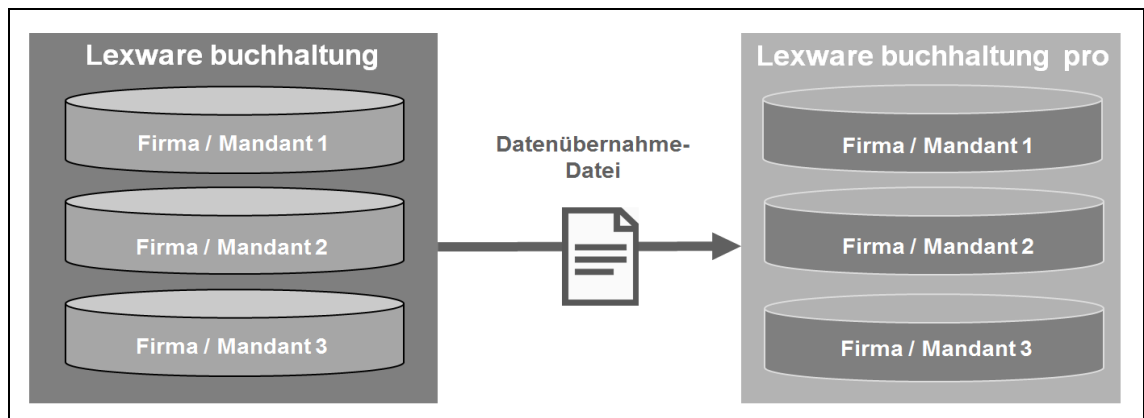 Lexware buchhaltung
Firma / Mandant 1
Firma / Mandant 2
Firma / Mandant 3
Datenübernahme-
Datei
Lexware buchhaltung pro
Firma / Mandant 1
Firma / Mandant 2
Firma / Mandant 3